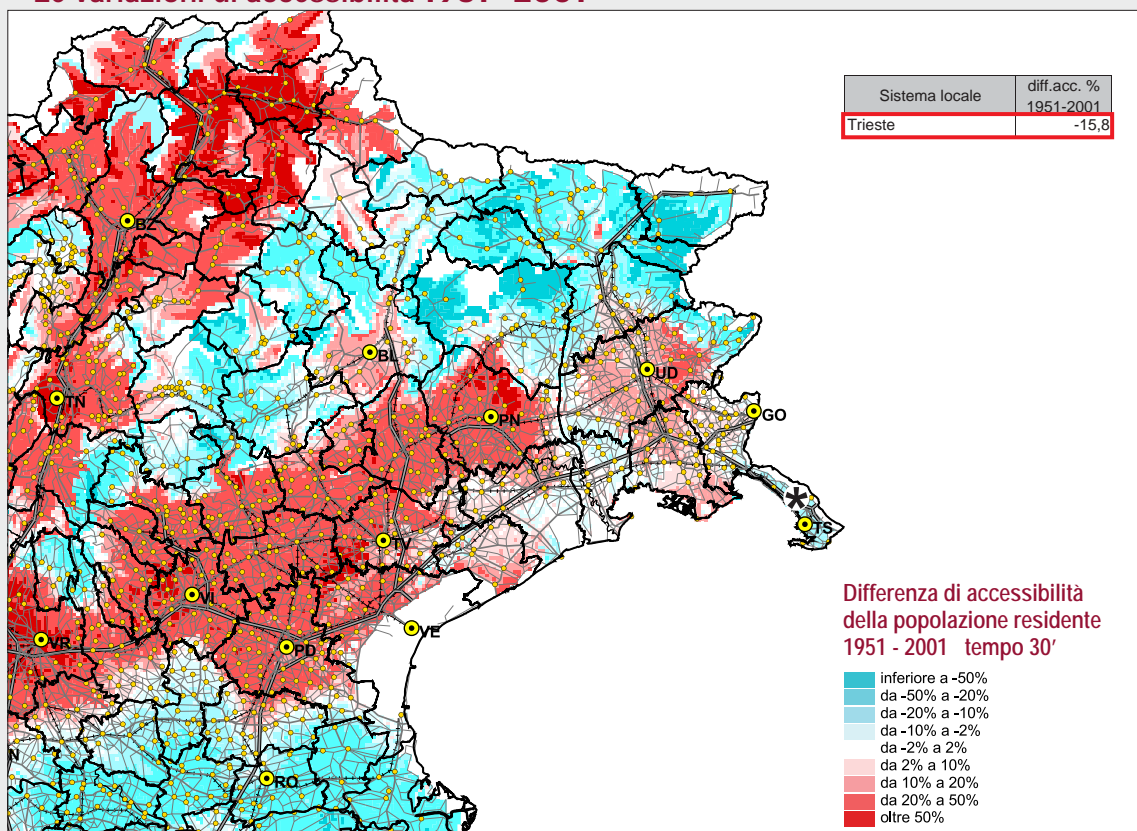 Sistema locale
diff.acc. %
1951-2001
Trieste -15,8
BZ
TN
BL
UD
PN
GO
*
TS
TV
VI
VE
VR
PD
N
RO
Differenza di accessibilità
della popolazione residente
1951 - 2001 tempo 30'
inferiore a -50%
da -50% a -20%
da -20% a -10%
da -10% a -2%
da -2% a 2%
da 2% a 10%
da 10% a 20%
da 20% a 50%
oltre 50%